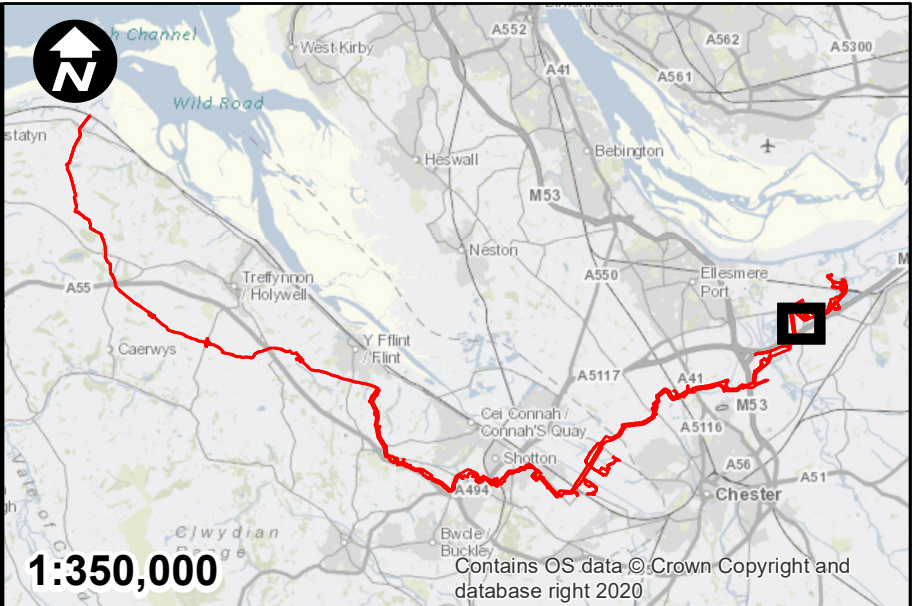 N
Channel
A552
A562
A5300
West Kirby
A41
A561
Wild Road
statyn
Heswall
Bebington
M53
Neston
A55
Treffynnon
/ Holywell
A550
Ellesmere
Port
Caerwys
Y Fflint
/ Flint
A5117
A41
Cei Connah /
Connah'S Quay
M53
A5116
Shotton
A56
A51
A494
Chester
Clwydian
Range
Bwcle /
Buckley
1:350,000
Contains OS data © Crown Copyright and
database right 2020